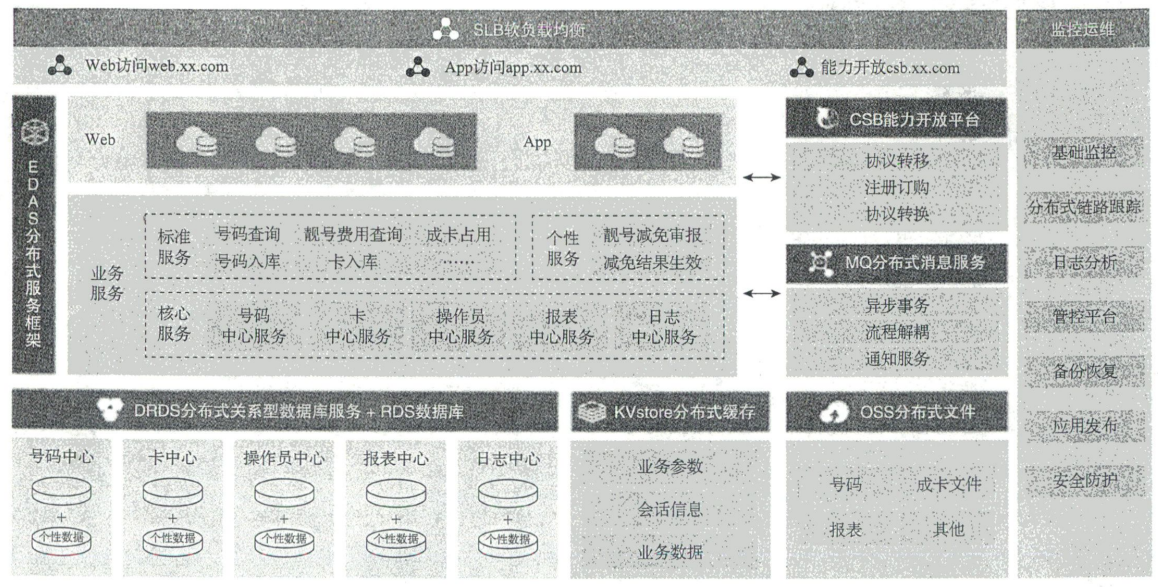 SLB软负载均衡
监控运维
Web访问web.xx.com
App访问app.xx.com
能力开放csb.xx.com
EDAS分布式服务框架
Web
App
业务
服务
标准
服务
号码查询 靓号费用查询 成卡占用
号码入库 卡入库 ……
个性
服务
靓号减免审报
减免结果生效
核心
服务
号码
中心服务
卡
中心服务
操作员
中心服务
报表
中心服务
日志
中心服务
CSB能力开放平台
协议转移
注册订购
协议转换
MQ分布式消息服务
异步事务
流程解耦
通知服务
基础监控
分布式链路跟踪
日志分析
管控平台
备份恢复
应用发布
安全防护
DRDS分布式关系型数据库服务 + RDS数据库
号码中心
+
个性数据
卡中心
+
个性数据
操作员中心
+
个性数据
报表中心
+
个性数据
日志中心
+
个性数据
KVstore分布式缓存
业务参数
会话信息
业务数据
OSS分布式文件
号码 成卡文件
报表 其他